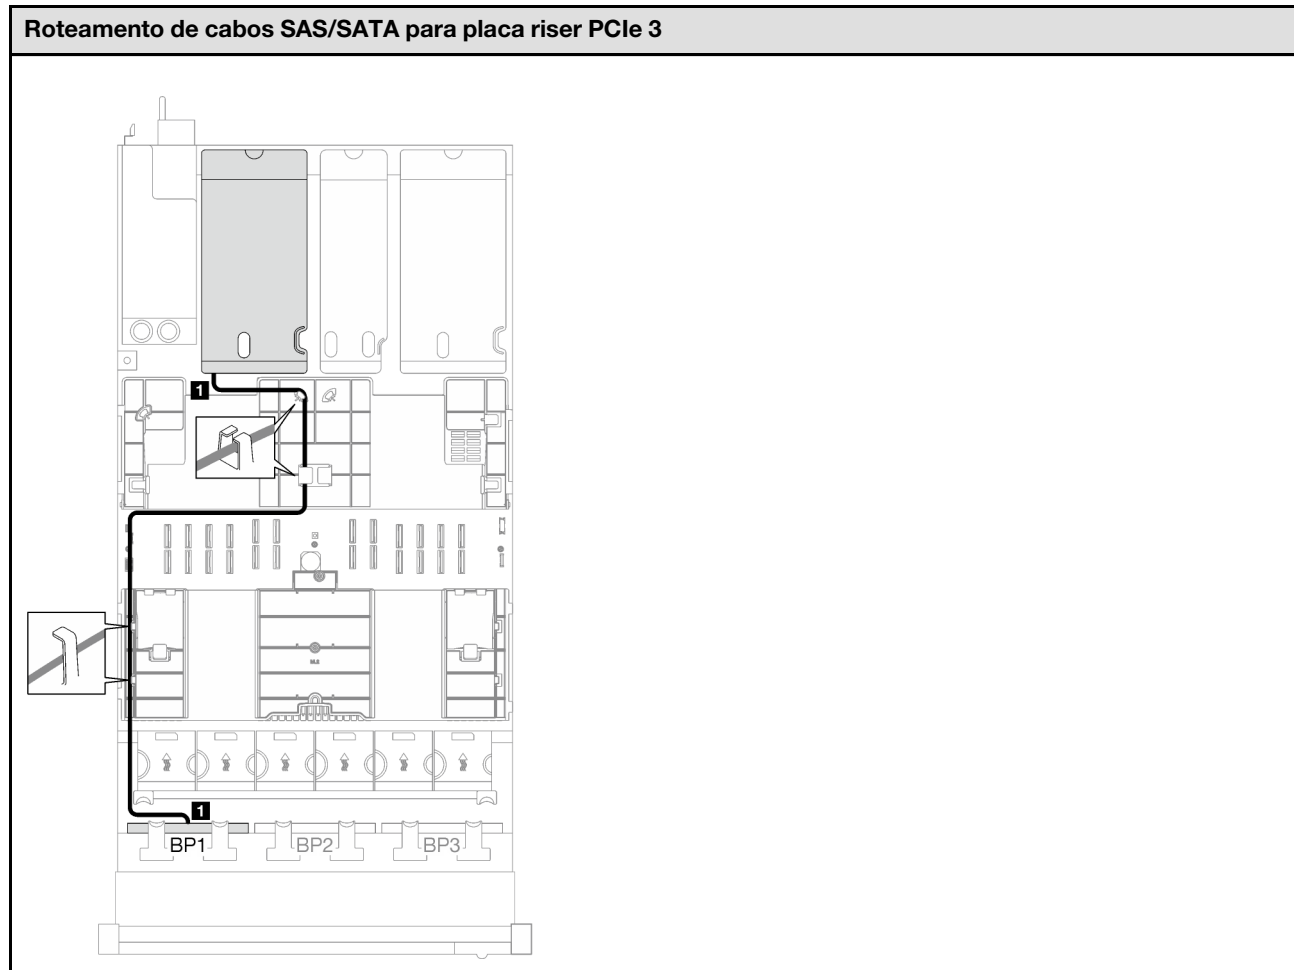 Roteamento de cabos SAS/SATA para placa riser PCIe 3
1
1
BP1 BP2 BP3